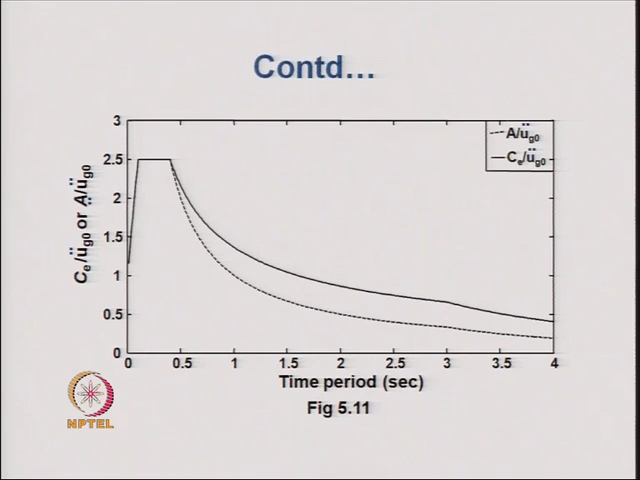 Contd...
3
2.5
2
1.5
1
0.5
0
C_e/ü_g0 or A/ü_g0
A/ü_g0
C_e/ü_g0
0 0.5 1 1.5 2 2.5 3 3.5 4
Time period (sec)
Fig 5.11
NPTEL